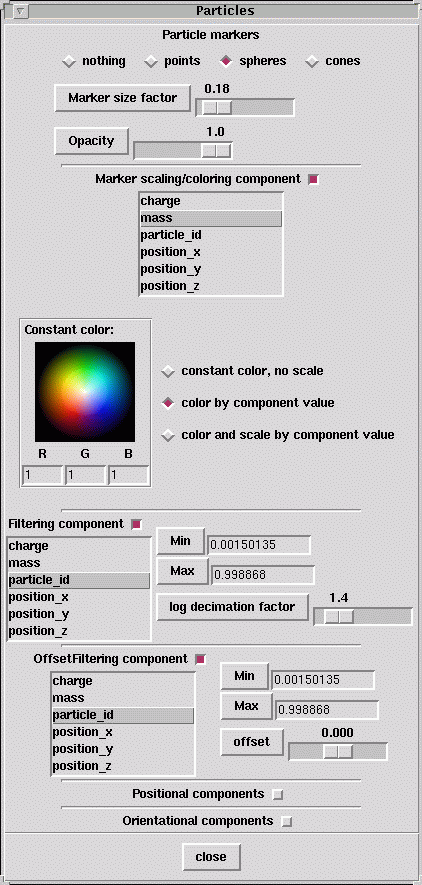 Particles
Particle markers
nothing points spheres cones
0.18
Marker size factor
1.0
Opacity
Marker scaling/coloring component
charge
mass
particle_id
position_x
position_y
position_z
Constant color:
R G B
1 1 1
constant color, no scale
color by component value
color and scale by component value
Filtering component
charge
mass
particle_id
position_x
position_y
position_z
Min 0.00150135
Max 0.998868
1.4
log decimation factor
OffsetFiltering component
charge
mass
particle_id
position_x
position_y
position_z
Min 0.00150135
Max 0.998868
0.000
offset
Positional components
Orientational components
close